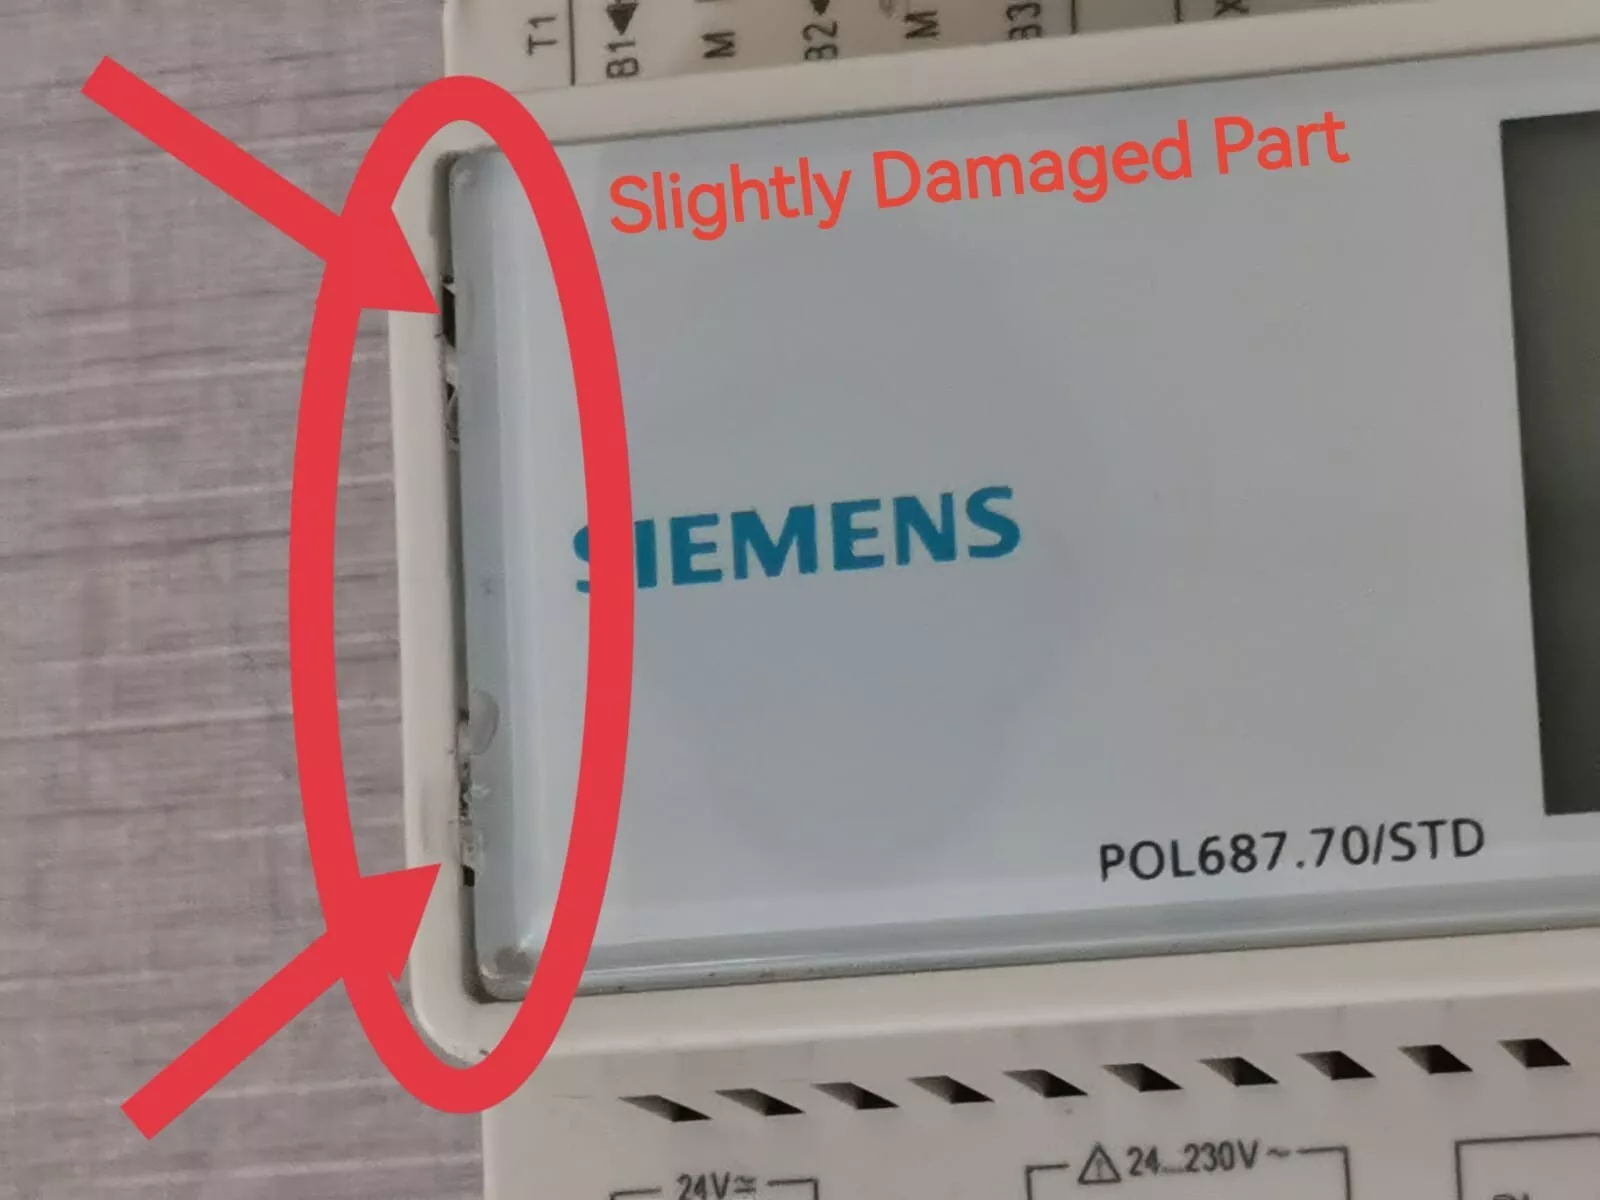 T1
B1
M
B2
M
B3
Slightly Damaged Part
SIEMENS
POL687.70/STD
24V≃
24...230V~